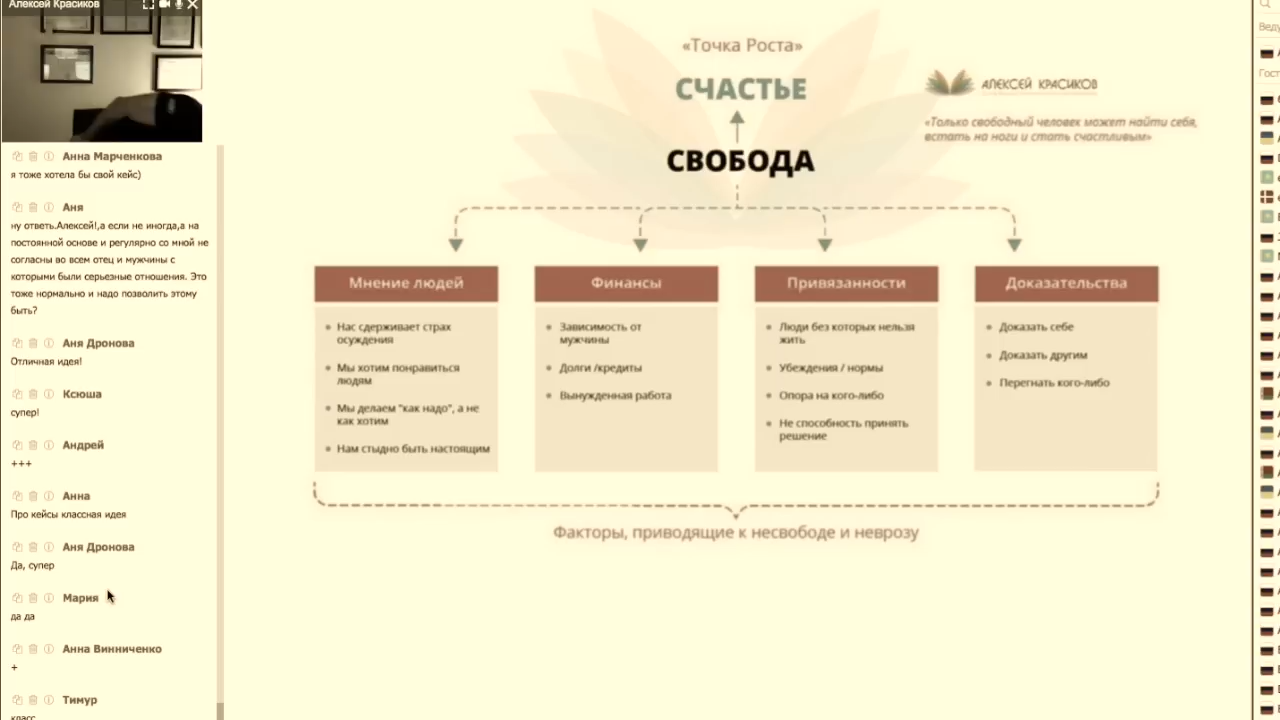 Алексей Красиков
Анна Марченкова
я тоже хотела бы свой кейс)
Аня
ну ответ.Алексей!,а если не иногда,а на
постоянной основе и регулярно со мной не
согласны во всем отец и мужчины с
которыми были серьезные отношения. Это
тоже нормально и надо позволить этому
быть?
Аня Дронова
Отличная идея!
Ксюша
супер!
Андрей
+++
Анна
Про кейсы классная идея
Аня Дронова
Да, супер
Мария
да да
Анна Винниченко
+
Тимур
класс
«Точка Роста»
СЧАСТЬЕ
СВОБОДА
АЛЕКСЕЙ КРАСИКОВ
«Только свободный человек может найти себя,
встать на ноги и стать счастливым»
Мнение людей
Нас сдерживает страх
осуждения
Мы хотим понравиться
людям
Мы делаем "как надо", а не
как хотим
Нам стыдно быть настоящим
Финансы
Зависимость от
мужчины
Долги /кредиты
Вынужденная работа
Привязанности
Люди без которых нельзя
жить
Убеждения / нормы
Опора на кого-либо
Не способность принять
решение
Доказательства
Доказать себе
Доказать другим
Перегнать кого-либо
Факторы, приводящие к несвободе и неврозу